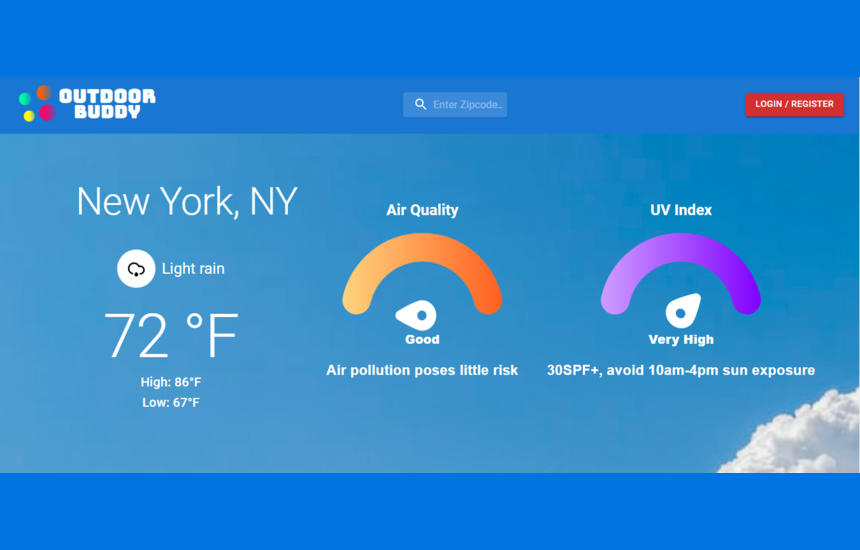 OUTDOOR
BUDDY
Enter Zipcode..
LOGIN / REGISTER
New York, NY
Light rain
72 °F
High: 86°F
Low: 67°F
Air Quality
Good
Air pollution poses little risk
UV Index
Very High
30SPF+, avoid 10am-4pm sun exposure